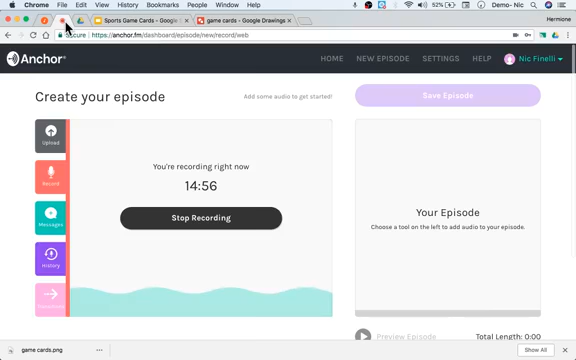 Chrome File Edit View History Bookmarks People Window Help 52% Demo- Nic
Sports Game Cards - Google game cards - Google Drawings Hermione
Secure https://anchor.fm/dashboard/episode/new/record/web
Anchor HOME NEW EPISODE SETTINGS HELP Nic Finelli
Create your episode
Add some audio to get started!
Save Episode
Upload
Record
Messages
History
You're recording right now
14:56
Stop Recording
Your Episode
Choose a tool on the left to add audio to your episode.
Preview Episode Total Length: 0:00
game cards.png Show All